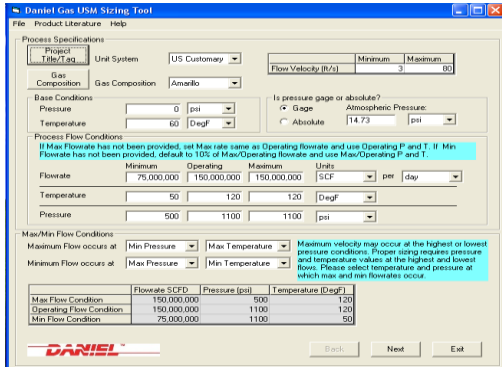 Daniel Gas USM Sizing Tool
File Product Literature Help
Process Specifications
Project Title/Tag Unit System US Customary
Minimum Maximum
Flow Velocity (ft/s) 3 80
Gas Composition Gas Composition Amarillo
Base Conditions
Pressure 0 psi
Temperature 60 DegF
Is pressure gage or absolute?
Gage Atmospheric Pressure:
Absolute 14.73 psi
Process Flow Conditions
If Max Flowrate has not been provided, set Max rate same as Operating flowrate and use Operating P and T. If Min
Flowrate has not been provided, default to 10% of Max/Operating flowrate and use Max/Operating P and T.
Minimum Operating Maximum Units
Flowrate 75,000,000 150,000,000 150,000,000 SCF per day
Temperature 50 120 120 DegF
Pressure 500 1100 1100 psi
Max/Min Flow Conditions
Maximum Flow occurs at Min Pressure Max Temperature
Minimum Flow occurs at Max Pressure Min Temperature
Maximum velocity may occur at the highest or lowest
pressure conditions. Proper sizing requires pressure
and temperature values at the highest and lowest
flows. Please select temperature and pressure at
which max and min flowrates occur.
Flowrate SCFD Pressure (psi) Temperature (DegF)
Max Flow Condition 150,000,000 500 120
Operating Flow Condition 150,000,000 1100 120
Min Flow Condition 75,000,000 1100 50
DANIEL
Back Next Exit